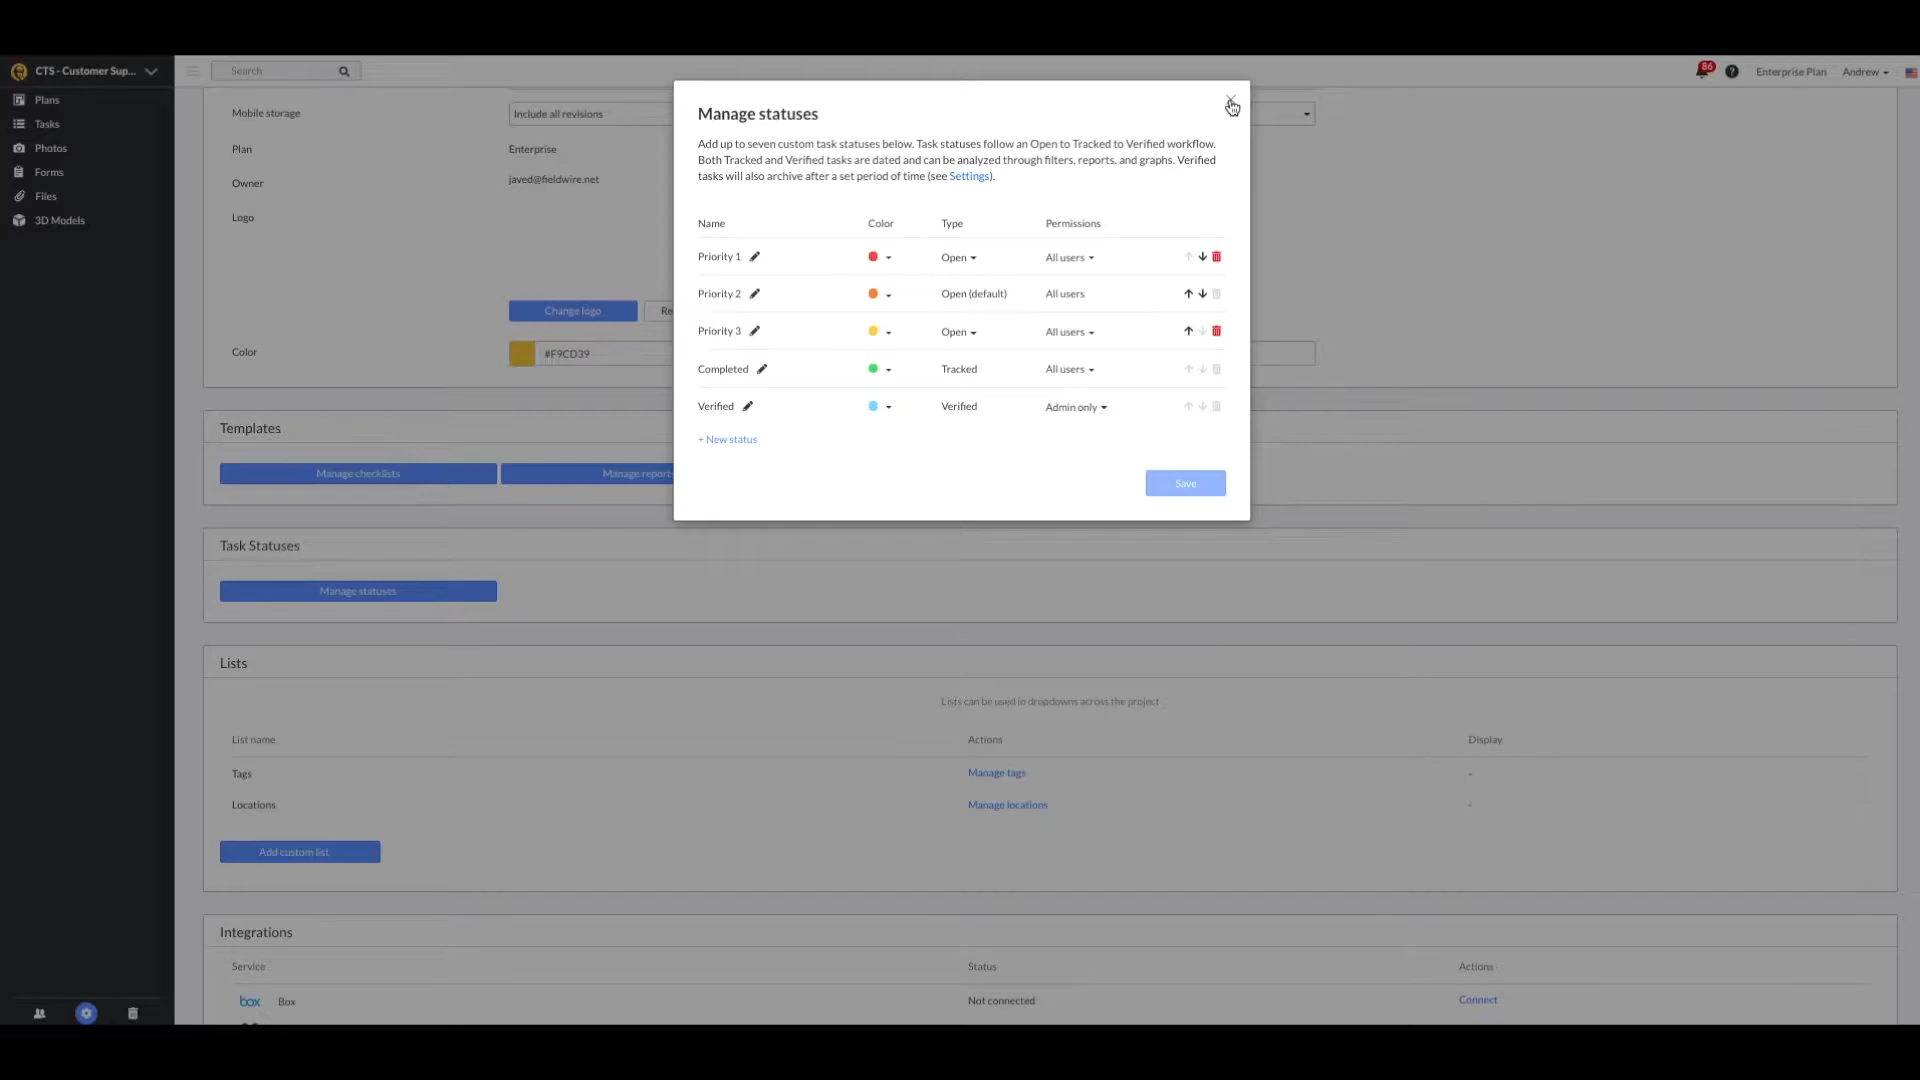 CTS - Customer Sup...
Search
86
Enterprise Plan
Andrew
Plans
Tasks
Photos
Forms
Files
3D Models
Mobile storage
Include all revisions
Plan
Enterprise
Owner
javed@fieldwire.net
Logo
Change logo
Re
Color
#F9CD39
Manage statuses
Add up to seven custom task statuses below. Task statuses follow an Open to Tracked to Verified workflow.
Both Tracked and Verified tasks are dated and can be analyzed through filters, reports, and graphs. Verified
tasks will also archive after a set period of time (see Settings).
Name Color Type Permissions
Priority 1 Open All users
Priority 2 Open (default) All users
Priority 3 Open All users
Completed Tracked All users
Verified Verified Admin only
+ New status
Save
Templates
Manage checklists
Manage report
Task Statuses
Manage statuses
Lists
Lists can be used in dropdowns across the project
List name Actions Display
Tags Manage tags -
Locations Manage locations -
Add custom list
Integrations
Service Status Actions
box Box Not connected Connect